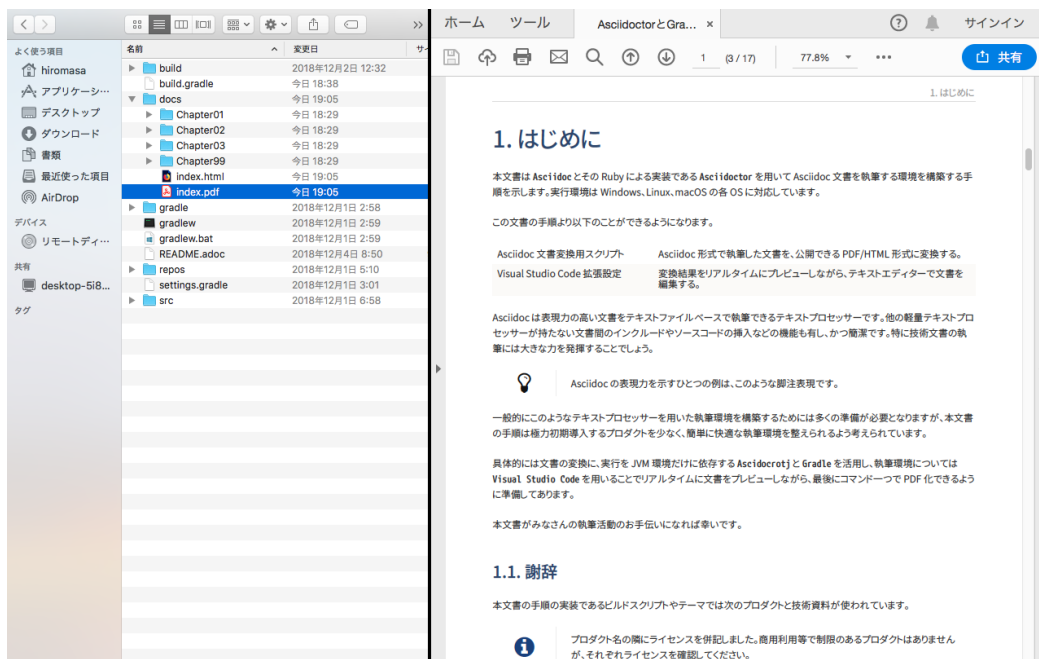 よく使う項目
hiromasa
アプリケーシ…
デスクトップ
ダウンロード
書類
最近使った項目
AirDrop
デバイス
リモートディ…
共有
desktop-5i8...
タグ
名前 変更日 サイ
build 2018年12月2日 12:32
build.gradle 今日 18:38
docs 今日 19:05
Chapter01 今日 18:29
Chapter02 今日 18:29
Chapter03 今日 18:29
Chapter99 今日 18:29
index.html 今日 19:05
index.pdf 今日 19:05
gradle 2018年12月1日 2:58
gradlew 2018年12月1日 2:59
gradlew.bat 2018年12月1日 2:59
README.adoc 2018年12月4日 8:50
repos 2018年12月1日 5:10
settings.gradle 2018年12月1日 3:01
src 2018年12月1日 6:58
ホーム ツール AsciidoctorとGra... × サインイン
1 (3 / 17) 77.8% 共有
1. はじめに
1. はじめに
本文書は Asciidoc とその Ruby による実装である Asciidoctor を用いて Asciidoc 文書を執筆する環境を構築する手
順を示します。実行環境は Windows、Linux、macOS の各 OS に対応しています。
この文書の手順より以下のことができるようになります。
Asciidoc 文書変換用スクリプト Asciidoc 形式で執筆した文書を、公開できる PDF/HTML 形式に変換する。
Visual Studio Code 拡張設定 変換結果をリアルタイムにプレビューしながら、テキストエディターで文書を
編集する。
Asciidoc は表現力の高い文書をテキストファイルベースで執筆できるテキストプロセッサーです。他の軽量テキストプロ
セッサーが持たない文書間のインクルードやソースコードの挿入などの機能も有し、かつ簡潔です。特に技術文書の執
筆には大きな力を発揮することでしょう。
Asciidoc の表現力を示すひとつの例は、このような脚注表現です。
一般的にこのようなテキストプロセッサーを用いた執筆環境を構築するためには多くの準備が必要となりますが、本文書
の手順は極力初期導入するプロダクトを少なく、簡単に快適な執筆環境を整えられるよう考えられています。
具体的には文書の変換に、実行を JVM 環境だけに依存する Ascidocrotj と Gradle を活用し、執筆環境については
Visual Studio Code を用いることでリアルタイムに文書をプレビューしながら、最後にコマンド一つで PDF 化できるよう
に準備してあります。
本文書がみなさんの執筆活動のお手伝いになれば幸いです。
1.1. 謝辞
本文書の手順の実装であるビルドスクリプトやテーマでは次のプロダクトと技術資料が使われています。
プロダクト名の隣にライセンスを併記しました。商用利用等で制限のあるプロダクトはありません
が、それぞれライセンスを確認してください。